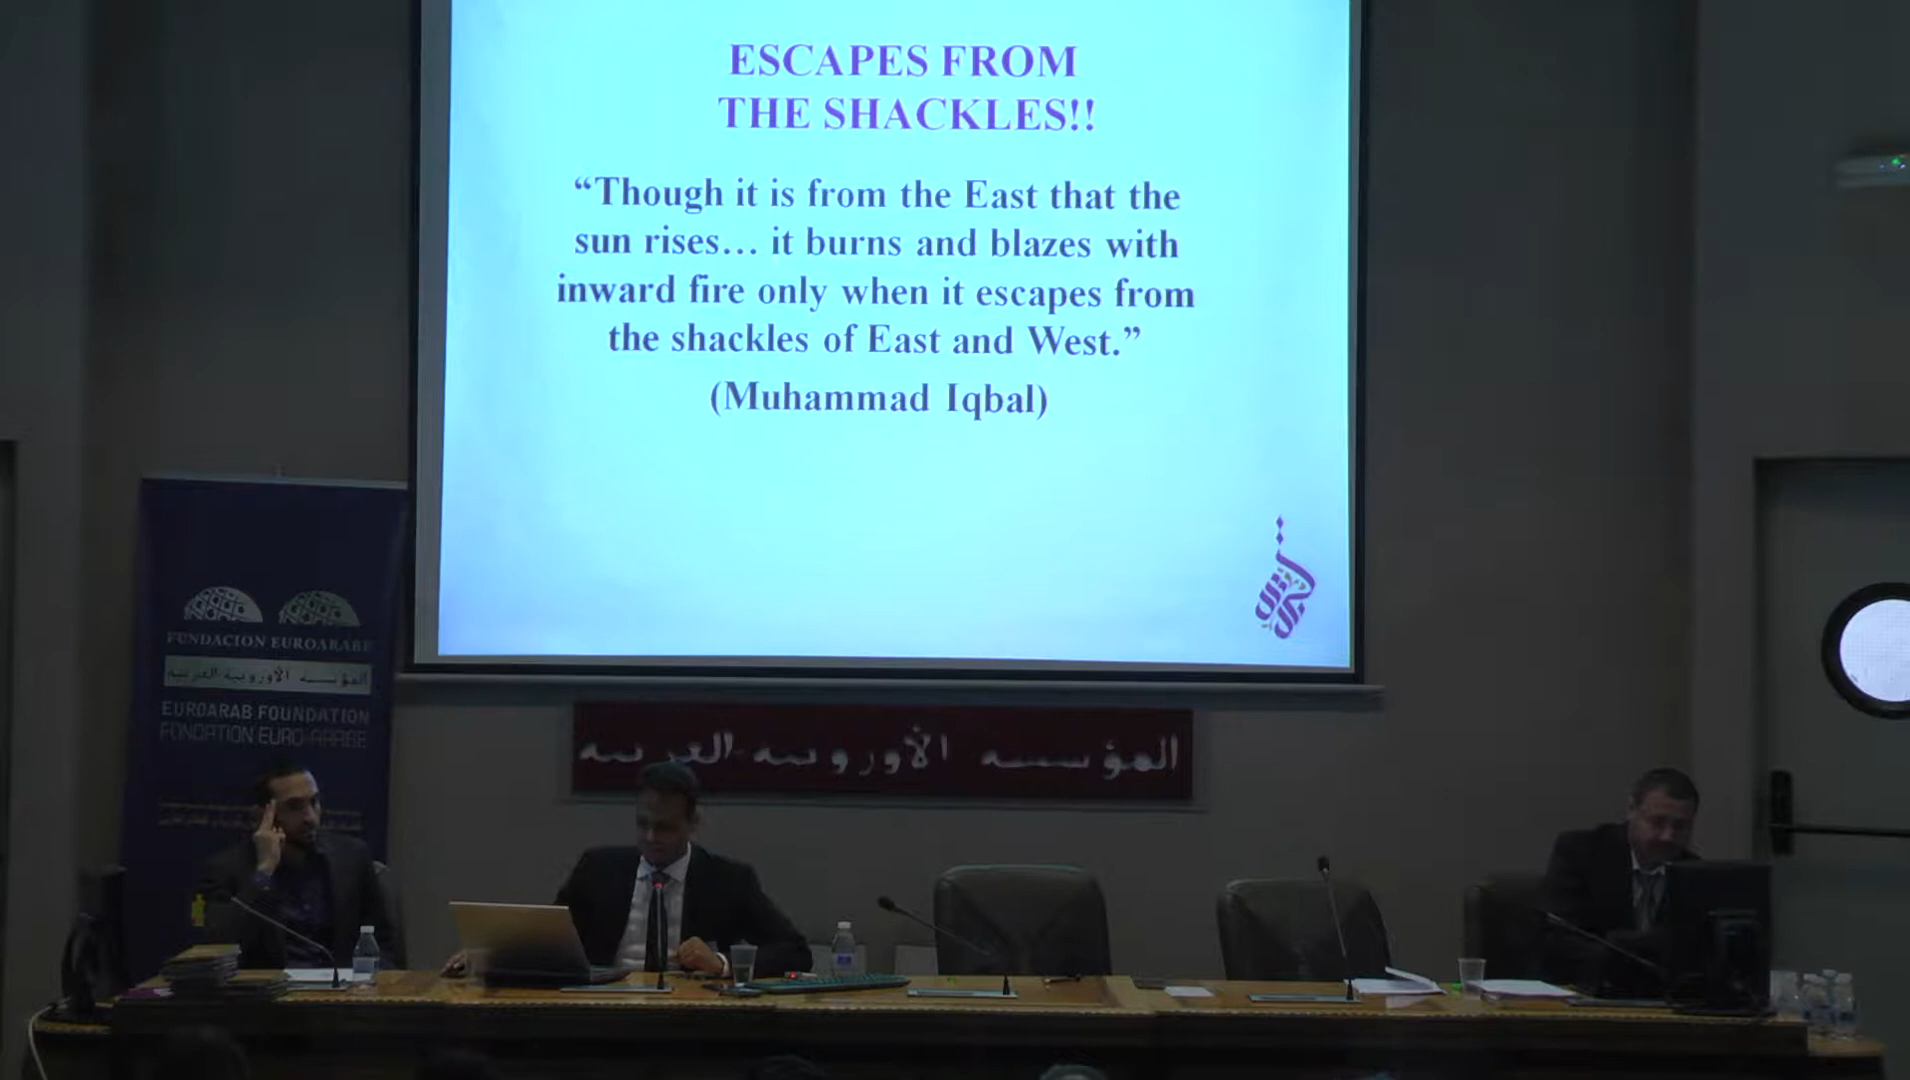 ESCAPES FROM
THE SHACKLES!!
“Though it is from the East that the
sun rises… it burns and blazes with
inward fire only when it escapes from
the shackles of East and West.”
(Muhammad Iqbal)
FUNDACION EUROARABE
المؤسسة الأوروبية-العربية
EUROARAB FOUNDATION
FONDATION EURO-ARABE
المؤسسة الأوروبية-العربية